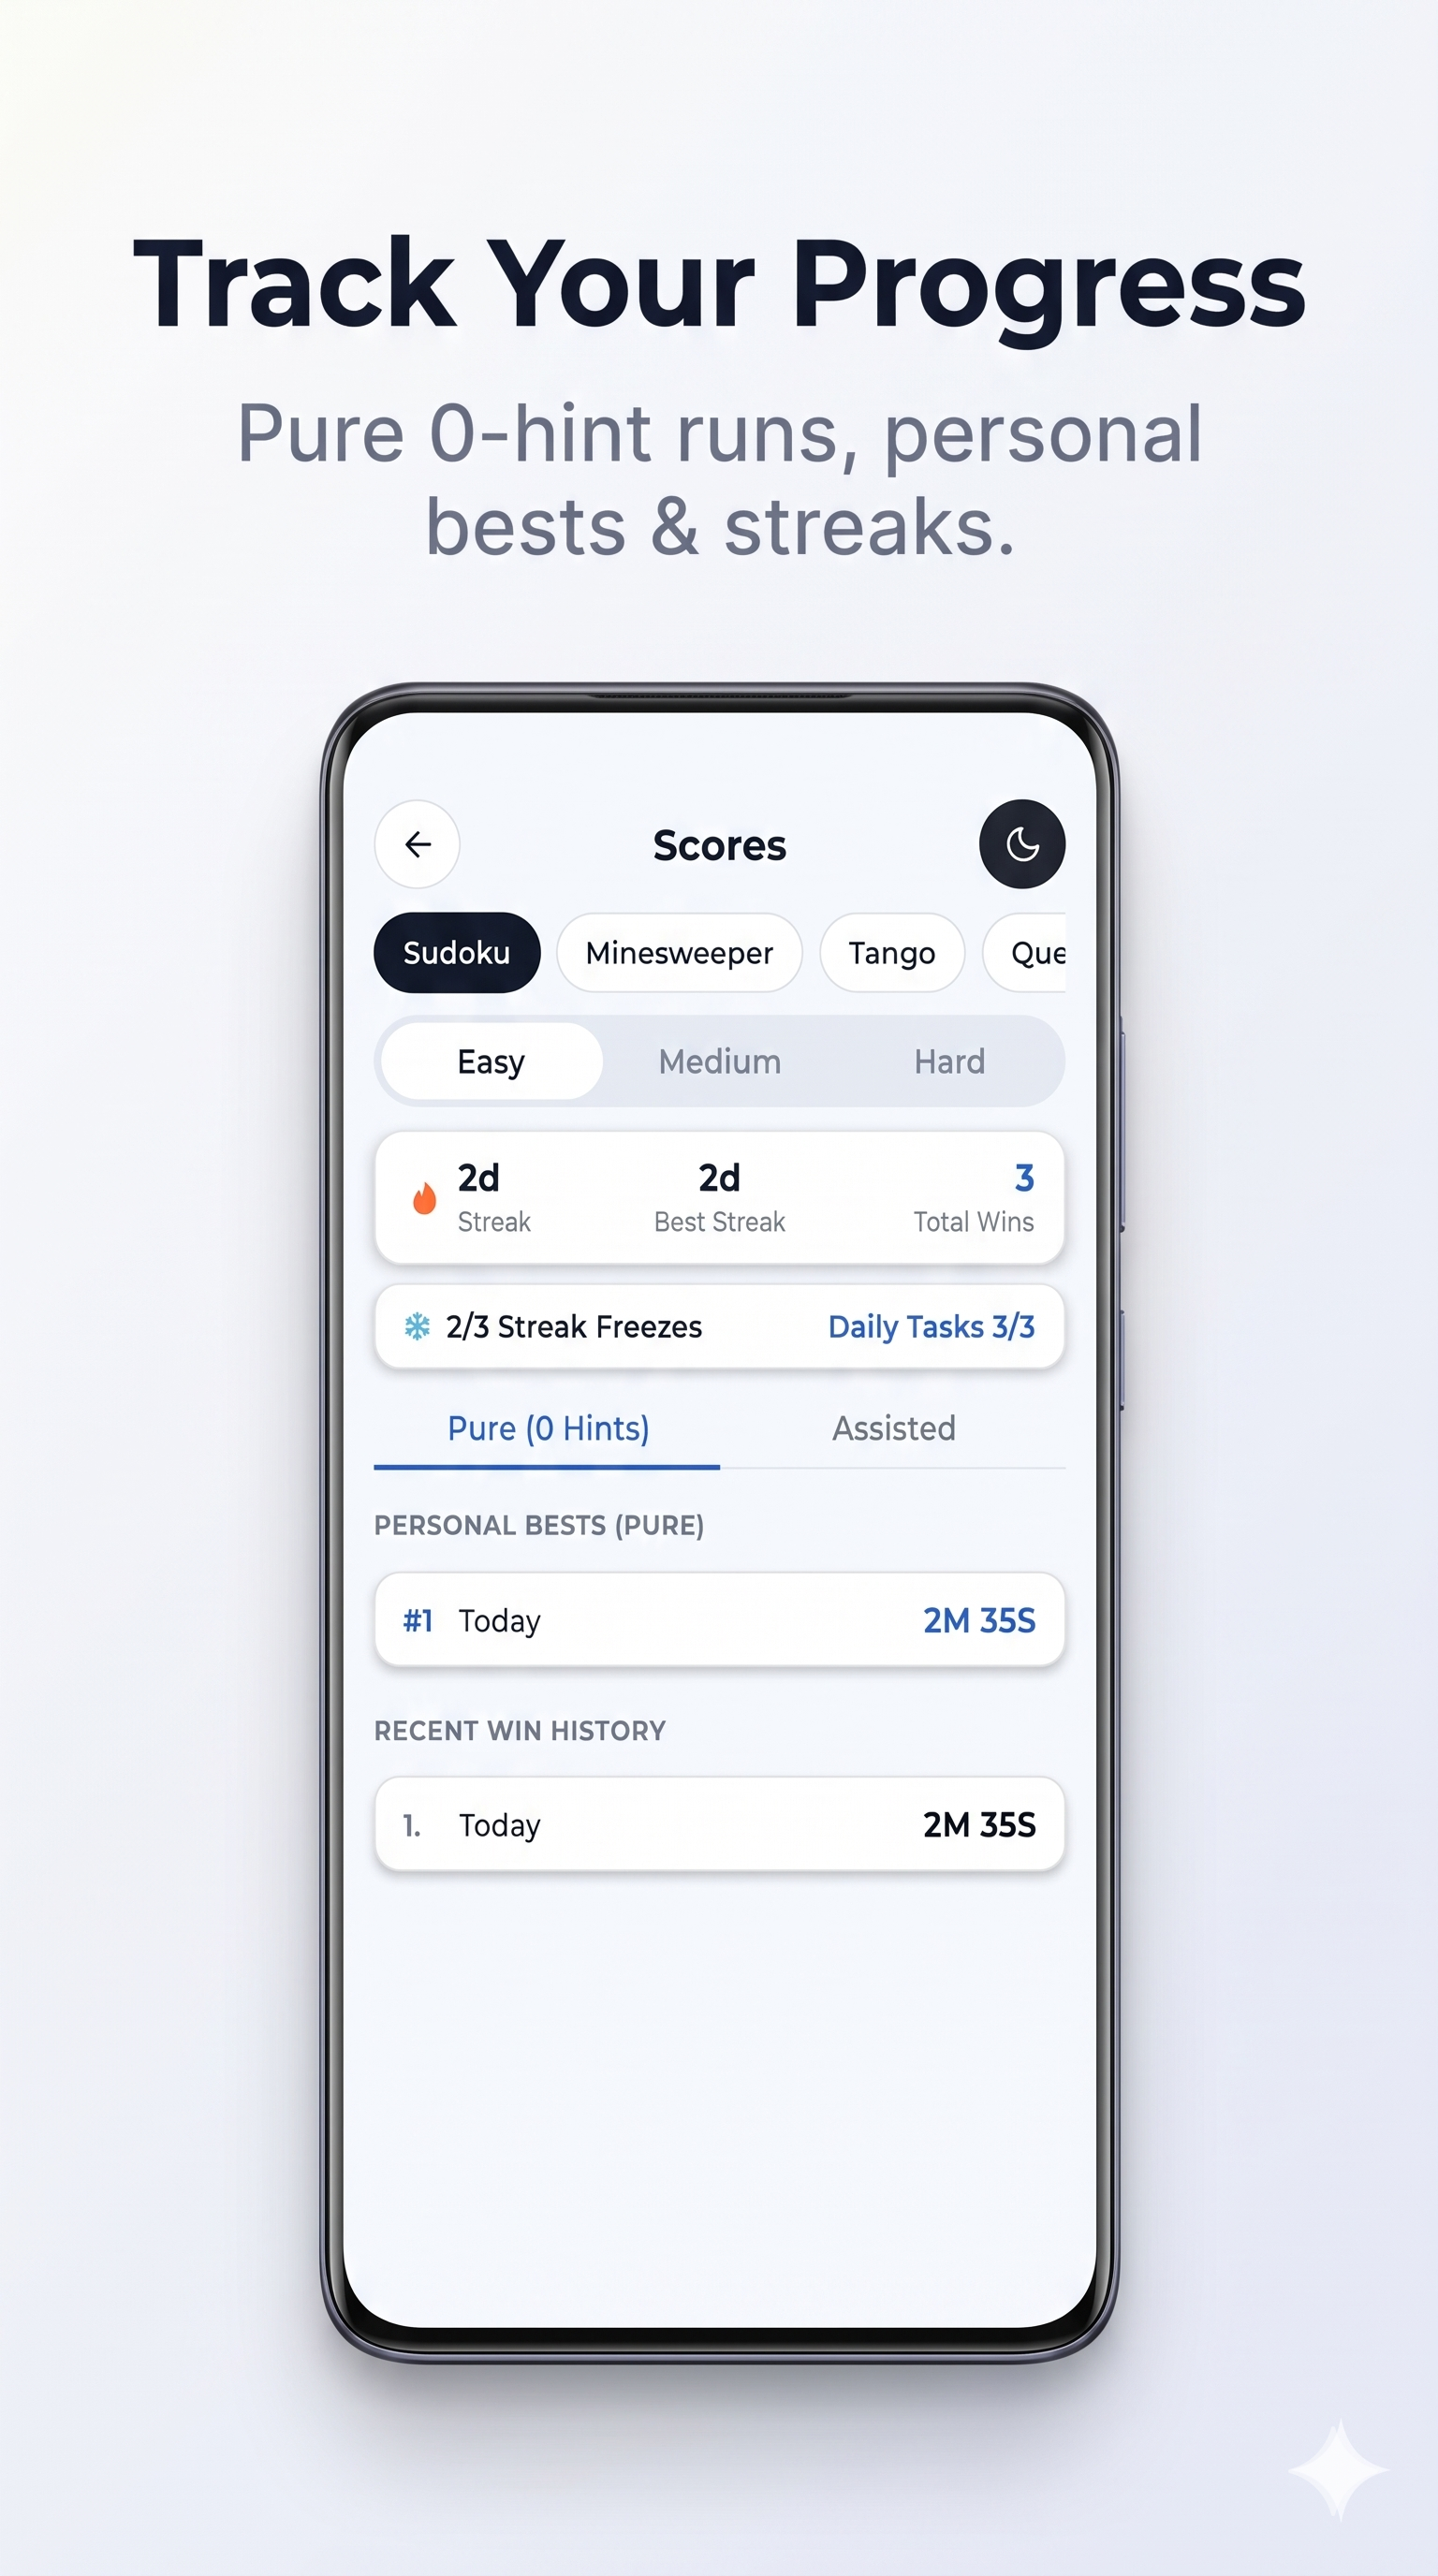 Track Your Progress
Pure 0-hint runs, personal
bests & streaks.
Scores
Sudoku Minesweeper Tango Que
Easy Medium Hard
2d 2d 3
Streak Best Streak Total Wins
2/3 Streak Freezes Daily Tasks 3/3
Pure (0 Hints) Assisted
PERSONAL BESTS (PURE)
#1 Today 2M 35S
RECENT WIN HISTORY
1. Today 2M 35S